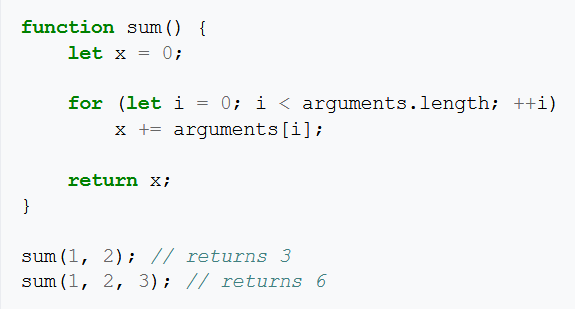 function sum() {
    let x = 0;

    for (let i = 0; i < arguments.length; ++i)
        x += arguments[i];

    return x;
}

sum(1, 2); // returns 3
sum(1, 2, 3); // returns 6